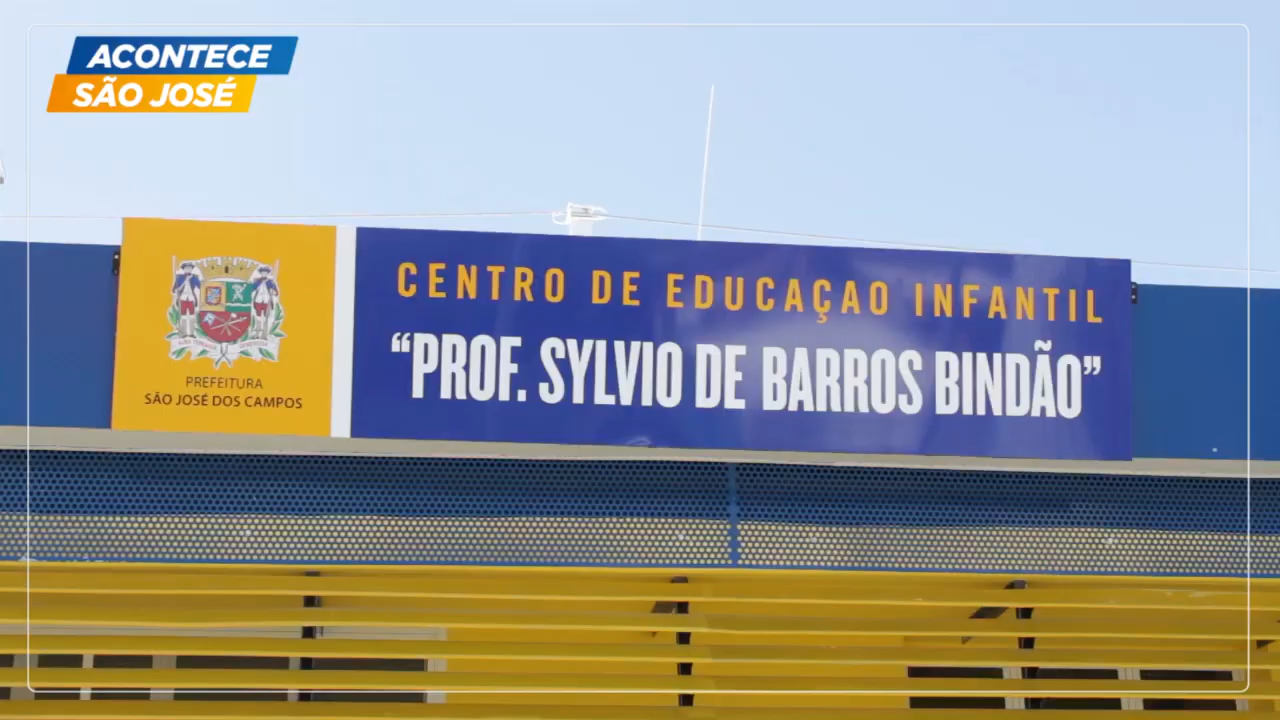 ACONTECE
SÃO JOSÉ
CENTRO DE EDUCAÇAO INFANTIL
“PROF. SYLVIO DE BARROS BINDÃO”
PREFEITURA
SÃO JOSÉ DOS CAMPOS